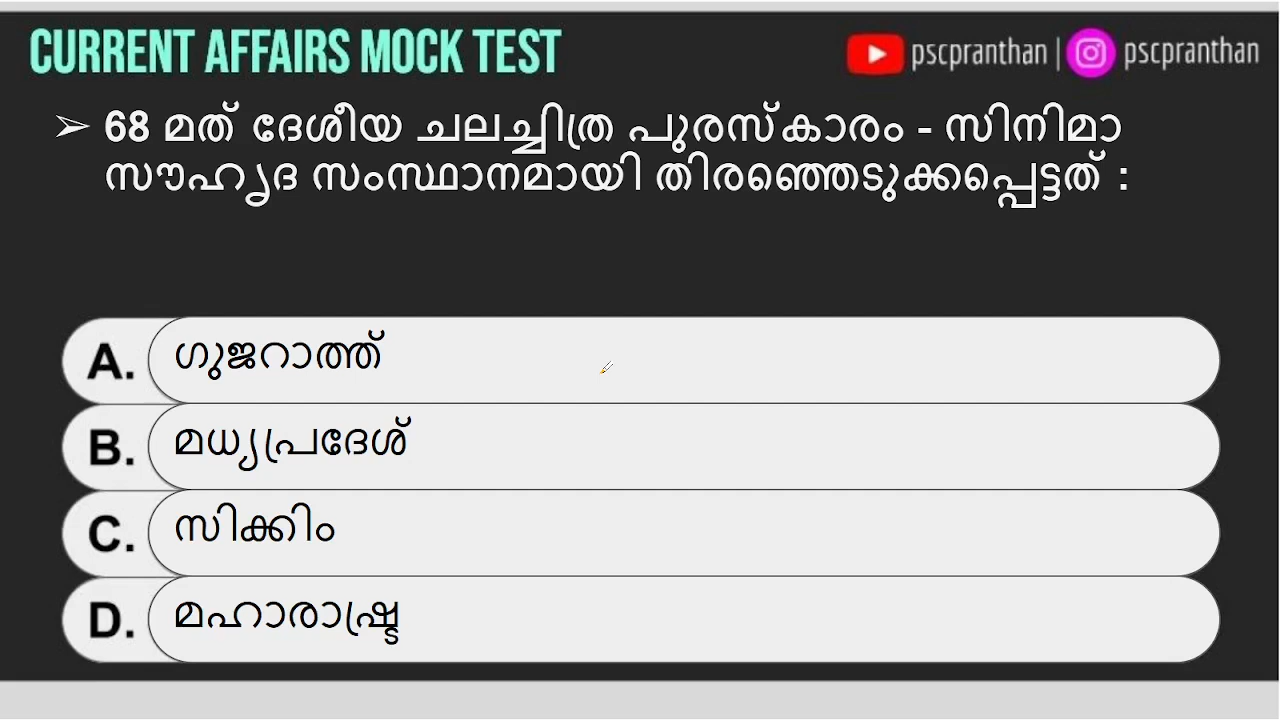 CURRENT AFFAIRS MOCK TEST
pscpranthan | pscpranthan
➢ 68 മത് ദേശീയ ചലച്ചിത്ര പുരസ്കാരം - സിനിമാ
സൗഹൃദ സംസ്ഥാനമായി തിരഞ്ഞെടുക്കപ്പെട്ടത് :
A. ഗുജറാത്ത്
B. മധ്യപ്രദേശ്
C. സിക്കിം
D. മഹാരാഷ്ട്ര